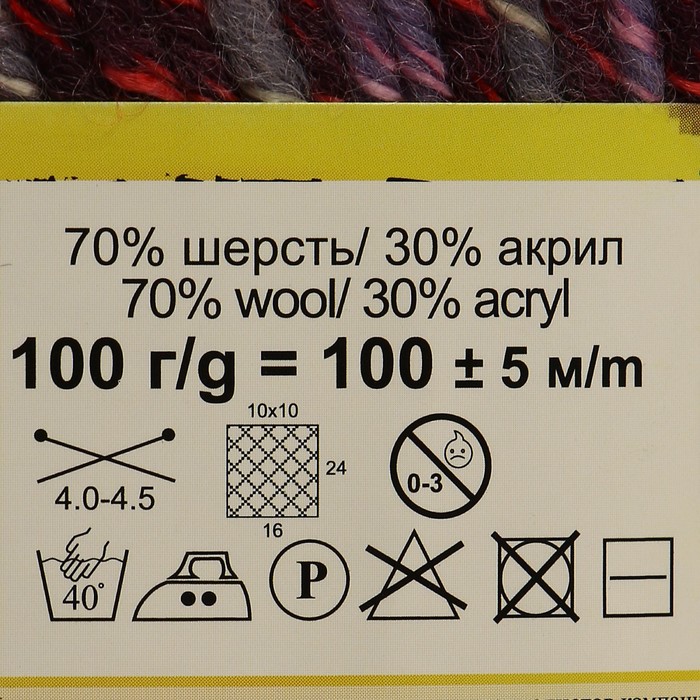 70% шерсть/ 30% акрил
70% wool/ 30% acryl
100 г/g = 100 ± 5 м/m
10x10
24
16
4.0-4.5
0-3
40°
P